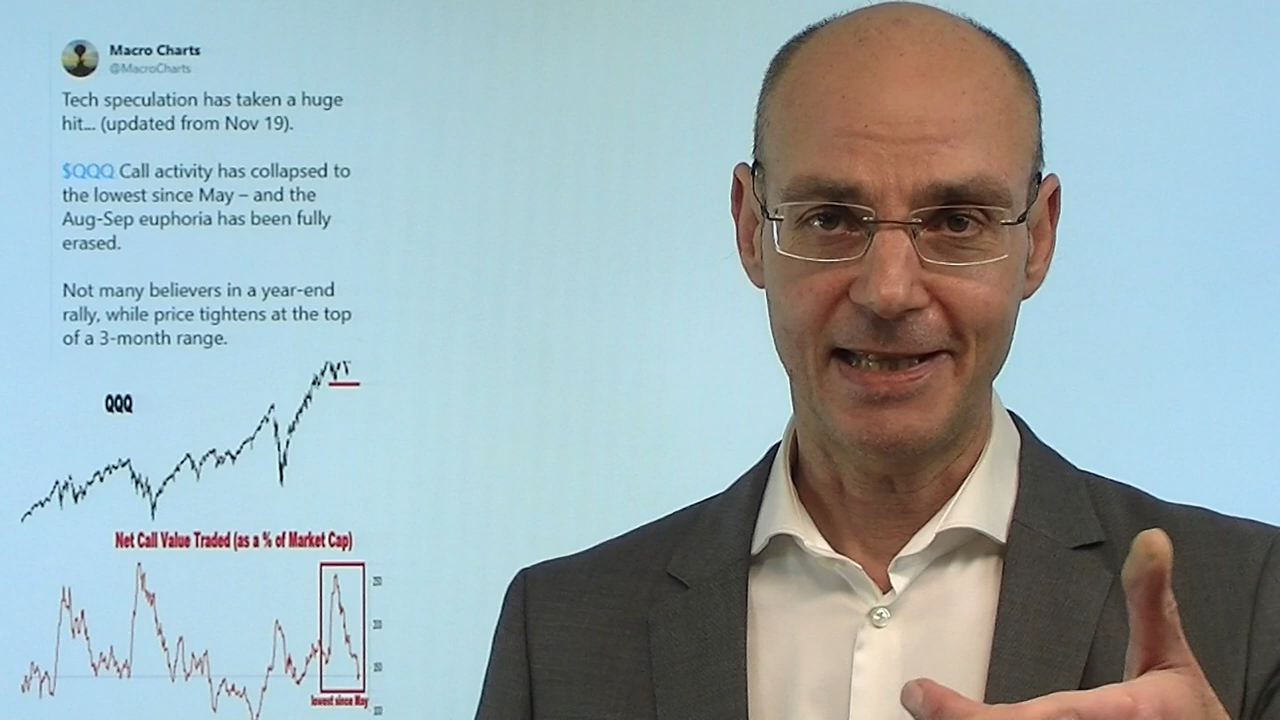 Macro Charts
@MacroCharts
Tech speculation has taken a huge
hit... (updated from Nov 19).
$QQQ Call activity has collapsed to
the lowest since May – and the
Aug-Sep euphoria has been fully
erased.
Not many believers in a year-end
rally, while price tightens at the top
of a 3-month range.
QQQ
Net Call Value Traded (as a % of Market Cap)
lowest since May